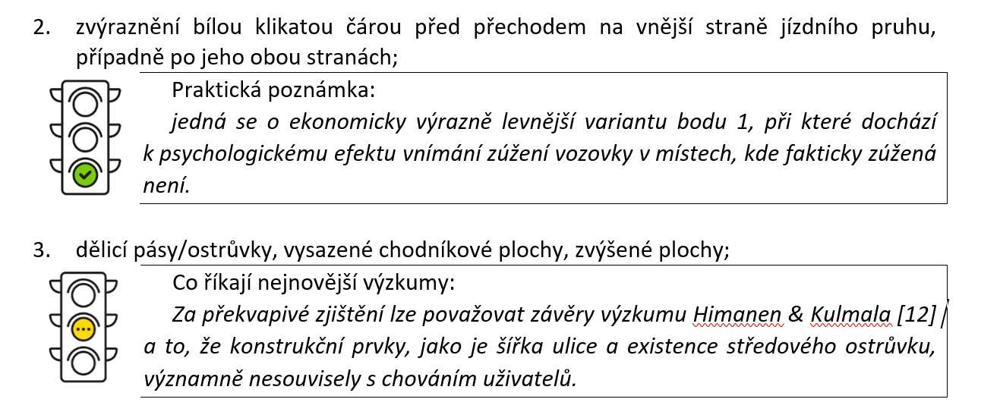 2. zvýraznění bílou klikatou čárou před přechodem na vnější straně jízdního pruhu,
případně po jeho obou stranách;
Praktická poznámka:
jedná se o ekonomicky výrazně levnější variantu bodu 1, při které dochází
k psychologickému efektu vnímání zúžení vozovky v místech, kde fakticky zúžená
není.
3. dělicí pásy/ostrůvky, vysazené chodníkové plochy, zvýšené plochy;
Co říkají nejnovější výzkumy:
Za překvapivé zjištění lze považovat závěry výzkumu Himanen & Kulmala [12]
a to, že konstrukční prvky, jako je šířka ulice a existence středového ostrůvku,
významně nesouvisely s chováním uživatelů.